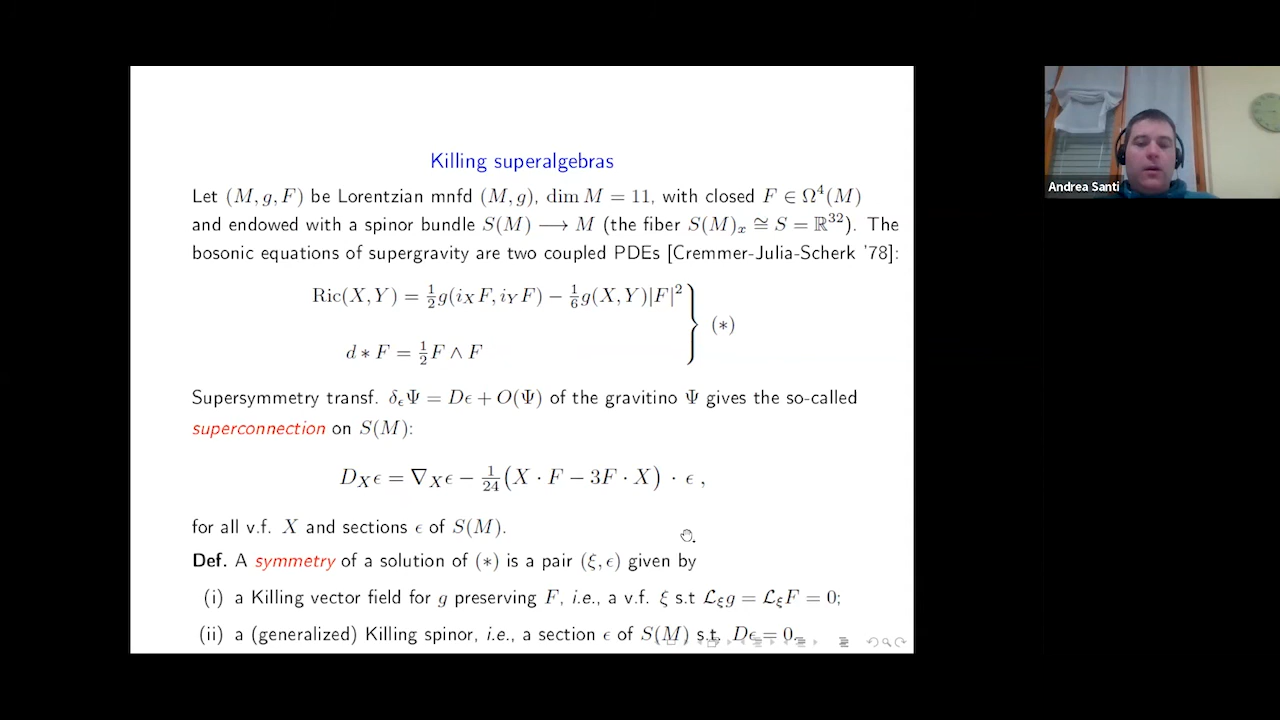 Killing superalgebras
Let (M, g, F) be Lorentzian mnfd (M, g), dim M = 11, with closed F ∈ Ω⁴(M)
and endowed with a spinor bundle S(M) ⟶ M (the fiber S(M)ₓ ≅ S = ℝ³²). The
bosonic equations of supergravity are two coupled PDEs [Cremmer-Julia-Scherk '78]:
Ric(X, Y) = ½g(i_X F, i_Y F) − ⅙g(X, Y)|F|²
(∗)
d ∗ F = ½F ∧ F
Supersymmetry transf. δ_ϵΨ = Dϵ + O(Ψ) of the gravitino Ψ gives the so-called
superconnection on S(M):
D_Xϵ = ∇_Xϵ − 1/24(X · F − 3F · X) · ϵ ,
for all v.f. X and sections ϵ of S(M).
Def. A symmetry of a solution of (∗) is a pair (ξ, ϵ) given by
(i) a Killing vector field for g preserving F, i.e., a v.f. ξ s.t ℒ_ξg = ℒ_ξF = 0;
(ii) a (generalized) Killing spinor, i.e., a section ϵ of S(M) s.t. Dϵ = 0.
Andrea Santi